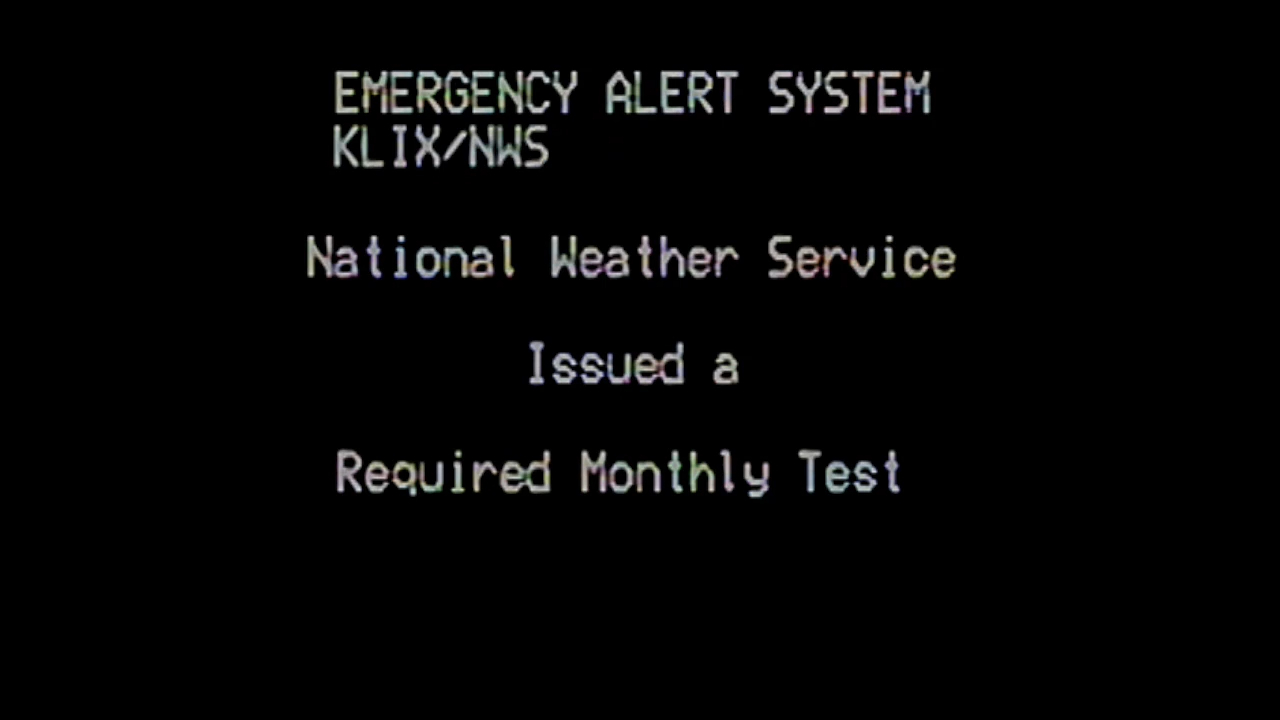 EMERGENCY ALERT SYSTEM
KLIX/NWS
National Weather Service
Issued a
Required Monthly Test